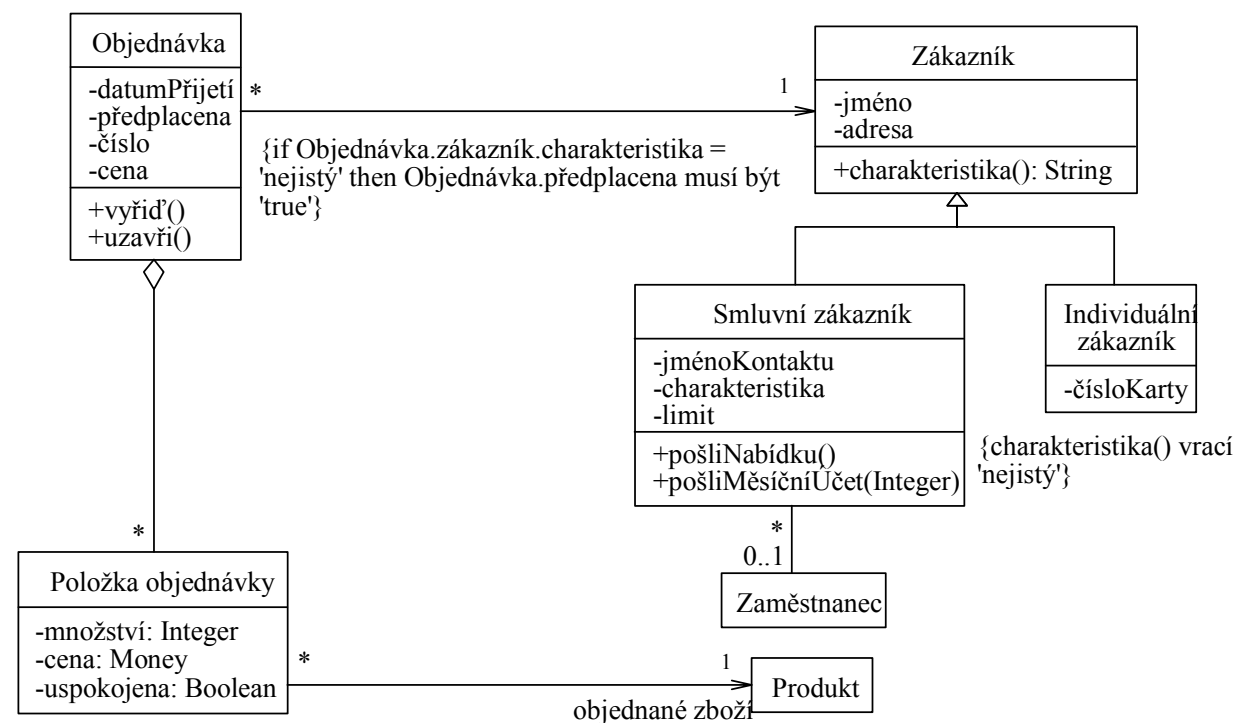 Objednávka
-datumPřijetí
-předplacena
-číslo
-cena
+vyřiď()
+uzavři()
*
1
{if Objednávka.zákazník.charakteristika =
'nejistý' then Objednávka.předplacena musí být
'true'}
Zákazník
-jméno
-adresa
+charakteristika(): String
Smluvní zákazník
-jménoKontaktu
-charakteristika
-limit
+pošliNabídku()
+pošliMěsíčníÚčet(Integer)
Individuální
zákazník
-čísloKarty
{charakteristika() vrací
'nejistý'}
*
0..1
Zaměstnanec
*
Položka objednávky
-množství: Integer
-cena: Money
-uspokojena: Boolean
*
1
objednané zboží
Produkt